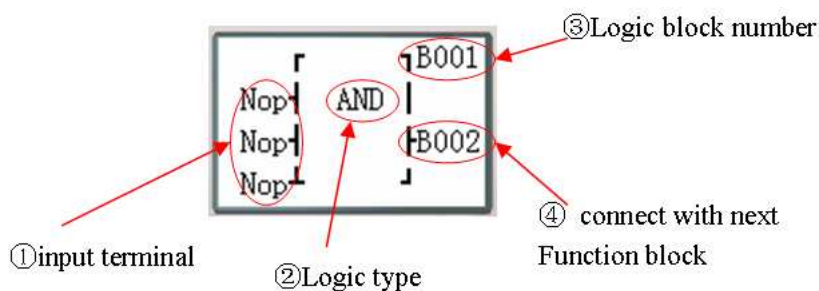 ③Logic block number
B001
Nop AND
Nop B002
Nop
④ connect with next
Function block
①input terminal
②Logic type